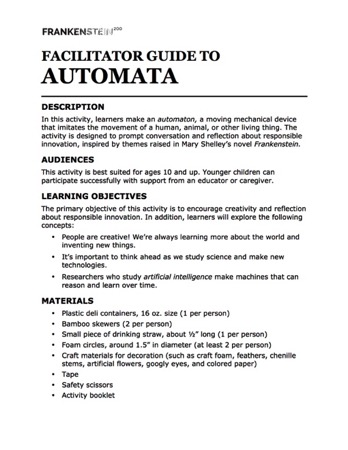 FRANKENSTEIN200
FACILITATOR GUIDE TO
AUTOMATA
DESCRIPTION
In this activity, learners make an automaton, a moving mechanical device
that imitates the movement of a human, animal, or other living thing. The
activity is designed to prompt conversation and reflection about responsible
innovation, inspired by themes raised in Mary Shelley's novel Frankenstein.
AUDIENCES
This activity is best suited for ages 10 and up. Younger children can
participate successfully with support from an educator or caregiver.
LEARNING OBJECTIVES
The primary objective of this activity is to encourage creativity and reflection
about responsible innovation. In addition, learners will explore the following
concepts:
• People are creative! We're always learning more about the world and
inventing new things.
• It's important to think ahead as we study science and make new
technologies.
• Researchers who study artificial intelligence make machines that can
reason and learn over time.
MATERIALS
• Plastic deli containers, 16 oz. size (1 per person)
• Bamboo skewers (2 per person)
• Small piece of drinking straw, about ½" long (1 per person)
• Foam circles, around 1.5" in diameter (at least 2 per person)
• Craft materials for decoration (such as craft foam, feathers, chenille
stems, artificial flowers, googly eyes, and colored paper)
• Tape
• Safety scissors
• Activity booklet